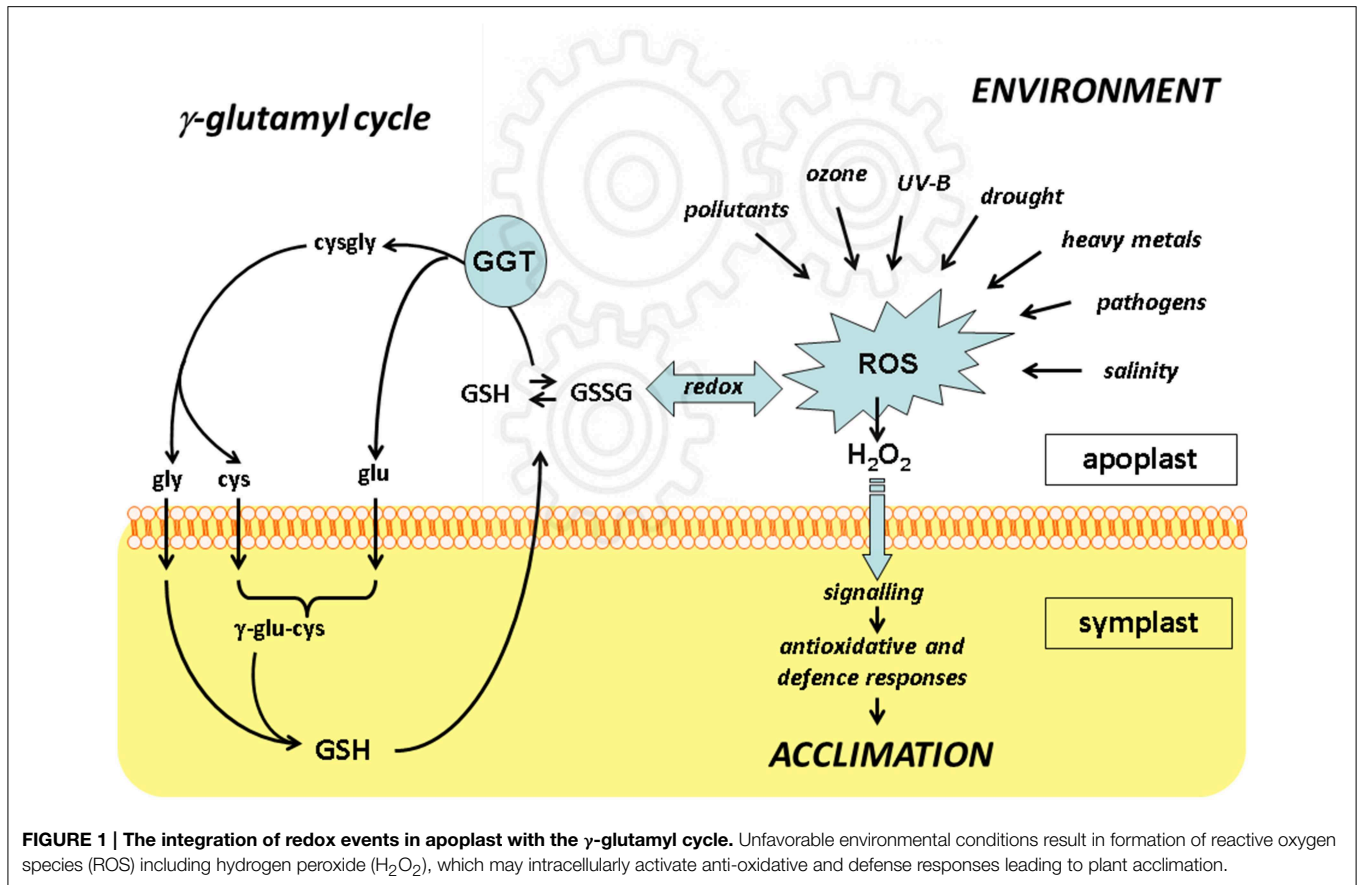 γ-glutamyl cycle
ENVIRONMENT
ozone
UV-B
drought
pollutants
heavy metals
pathogens
salinity
cysgly
GGT
ROS
GSH
GSSG
redox
H₂O₂
apoplast
gly
cys
glu
signalling
symplast
γ-glu-cys
antioxidative and
defence responses
GSH
ACCLIMATION
FIGURE 1 | The integration of redox events in apoplast with the γ-glutamyl cycle. Unfavorable environmental conditions result in formation of reactive oxygen
species (ROS) including hydrogen peroxide (H₂O₂), which may intracellularly activate anti-oxidative and defense responses leading to plant acclimation.